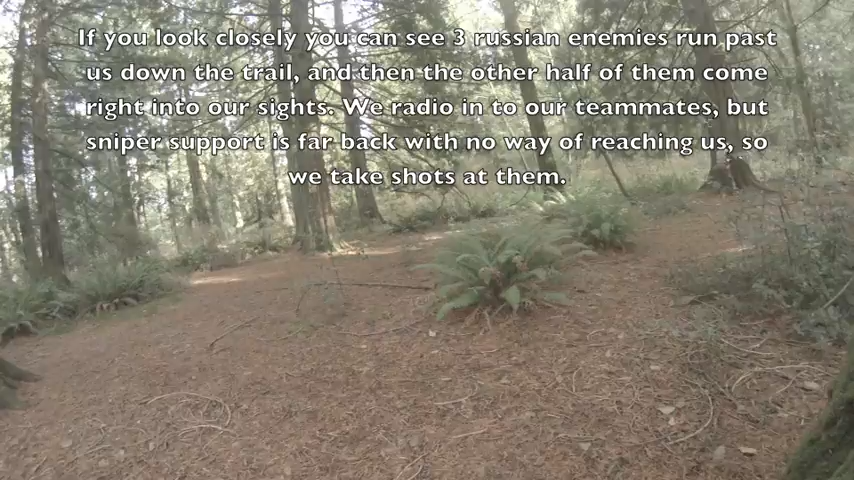 If you look closely you can see 3 russian enemies run past
us down the trail, and then the other half of them come
right into our sights. We radio in to our teammates, but
sniper support is far back with no way of reaching us, so
we take shots at them.